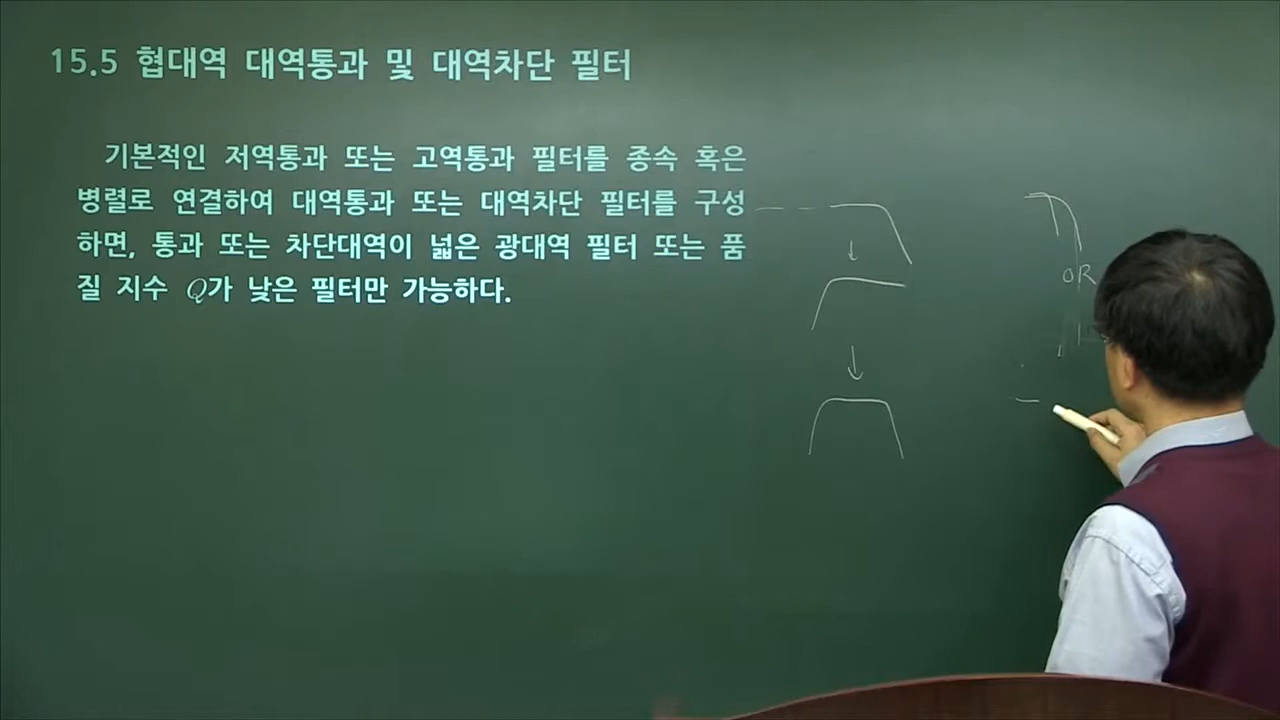 15.5 협대역 대역통과 및 대역차단 필터
기본적인 저역통과 또는 고역통과 필터를 종속 혹은
병렬로 연결하여 대역통과 또는 대역차단 필터를 구성
하면, 통과 또는 차단대역이 넓은 광대역 필터 또는 품
질 지수 Q가 낮은 필터만 가능하다.
OR